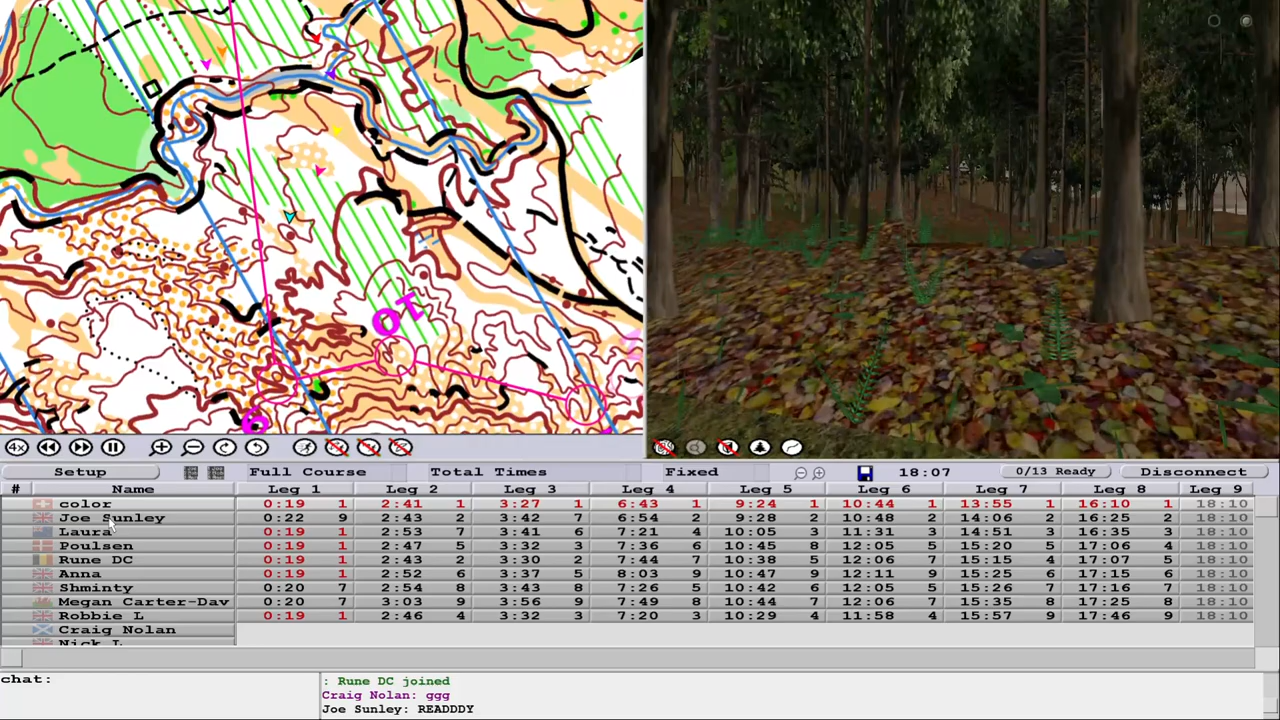 OT
6
4x
Setup Full Course Total Times Fixed 18:07 0/13 Ready Disconnect
# Name Leg 1 Leg 2 Leg 3 Leg 4 Leg 5 Leg 6 Leg 7 Leg 8 Leg 9
color 0:19 1 2:41 1 3:27 1 6:43 1 9:24 1 10:44 1 13:55 1 16:10 1 18:10
Joe Sunley 0:22 9 2:43 2 3:42 7 6:54 2 9:28 2 10:48 2 14:06 2 16:25 2 18:10
Laura 0:19 1 2:53 7 3:41 6 7:21 4 10:05 3 11:31 3 14:51 3 16:35 3 18:10
Poulsen 0:19 1 2:47 5 3:32 3 7:36 6 10:45 8 12:05 5 15:20 5 17:06 4 18:10
Rune DC 0:19 1 2:43 2 3:30 2 7:44 7 10:38 5 12:06 7 15:15 4 17:07 5 18:10
Anna 0:19 1 2:52 6 3:37 5 8:03 9 10:47 9 12:11 9 15:25 6 17:15 6 18:10
Shminty 0:20 7 2:54 8 3:43 8 7:26 5 10:42 6 12:05 5 15:26 7 17:16 7 18:10
Megan Carter-Dav 0:20 7 3:03 9 3:56 9 7:49 8 10:44 7 12:06 7 15:35 8 17:25 8 18:10
Robbie L 0:19 1 2:46 4 3:32 3 7:20 3 10:29 4 11:58 4 15:57 9 17:46 9 18:10
Craig Nolan
Nick L
chat:
: Rune DC joined
Craig Nolan: ggg
Joe Sunley: READDDY